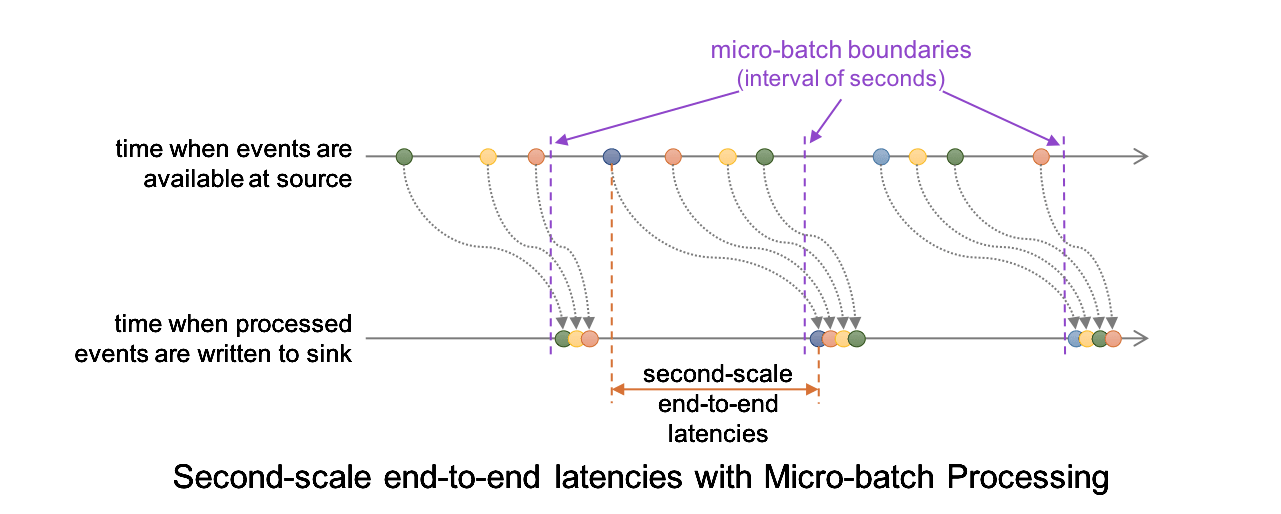 micro-batch boundaries
(interval of seconds)
time when events are
available at source
time when processed
events are written to sink
second-scale
end-to-end
latencies
Second-scale end-to-end latencies with Micro-batch Processing